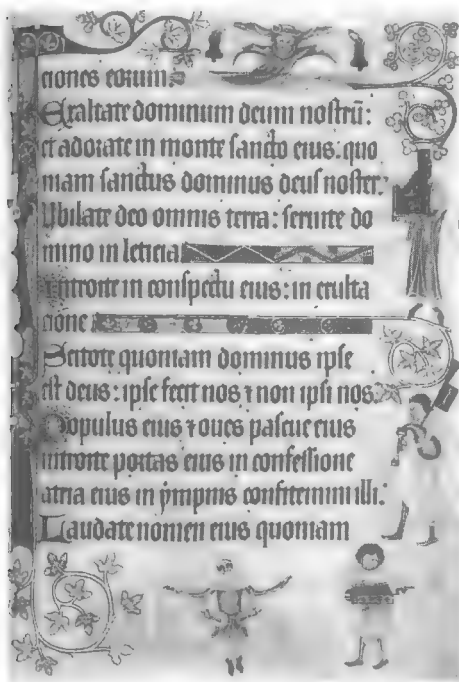 ciones eorum.
Exaltate dominum deum nostrū:
et adorate in monte sancto eius: quo
niam sanctus dominus deus noster.
Iubilate deo omnis terra: seruite do
mino in leticia
Introite in conspectu eius: in exulta
cione
Scitote quoniam dominus ipse
est deus: ipse fecit nos ⁊ non ipsi nos.
Populus eius ⁊ oues pascue eius
introite portas eius in confessione
atria eius in ympnis confitemini illi.
Laudate nomen eius quoniam